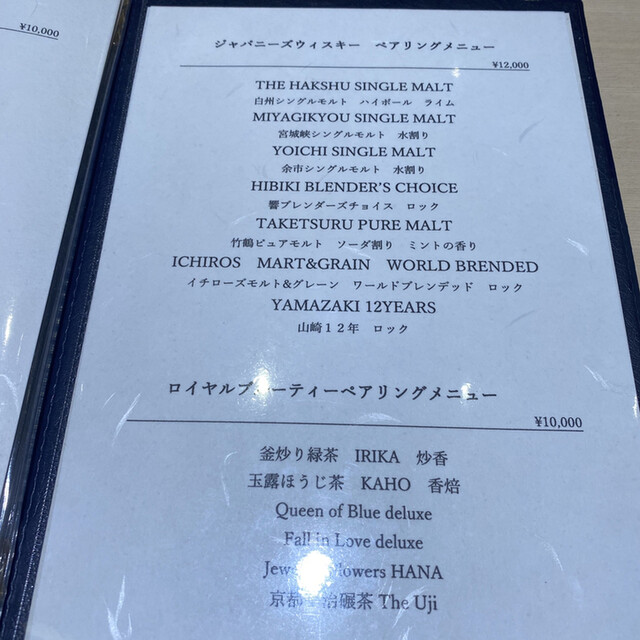 ¥10,000
ジャパニーズウィスキー　ペアリングメニュー
¥12,000
THE HAKSHU SINGLE MALT
白州シングルモルト　ハイボール　ライム
MIYAGIKYOU SINGLE MALT
宮城峡シングルモルト　水割り
YOICHI SINGLE MALT
余市シングルモルト　水割り
HIBIKI BLENDER'S CHOICE
響ブレンダーズチョイス　ロック
TAKETSURU PURE MALT
竹鶴ピュアモルト　ソーダ割り　ミントの香り
ICHIROS　MART&GRAIN　WORLD BRENDED
イチローズモルト&グレーン　ワールドブレンデッド　ロック
YAMAZAKI 12YEARS
山崎１２年　ロック
ロイヤルブルーティーペアリングメニュー
¥10,000
釜炒り緑茶　IRIKA　炒香
玉露ほうじ茶　KAHO　香焙
Queen of Blue deluxe
Fall in Love deluxe
HANA
京都宇治碾茶 The Uji